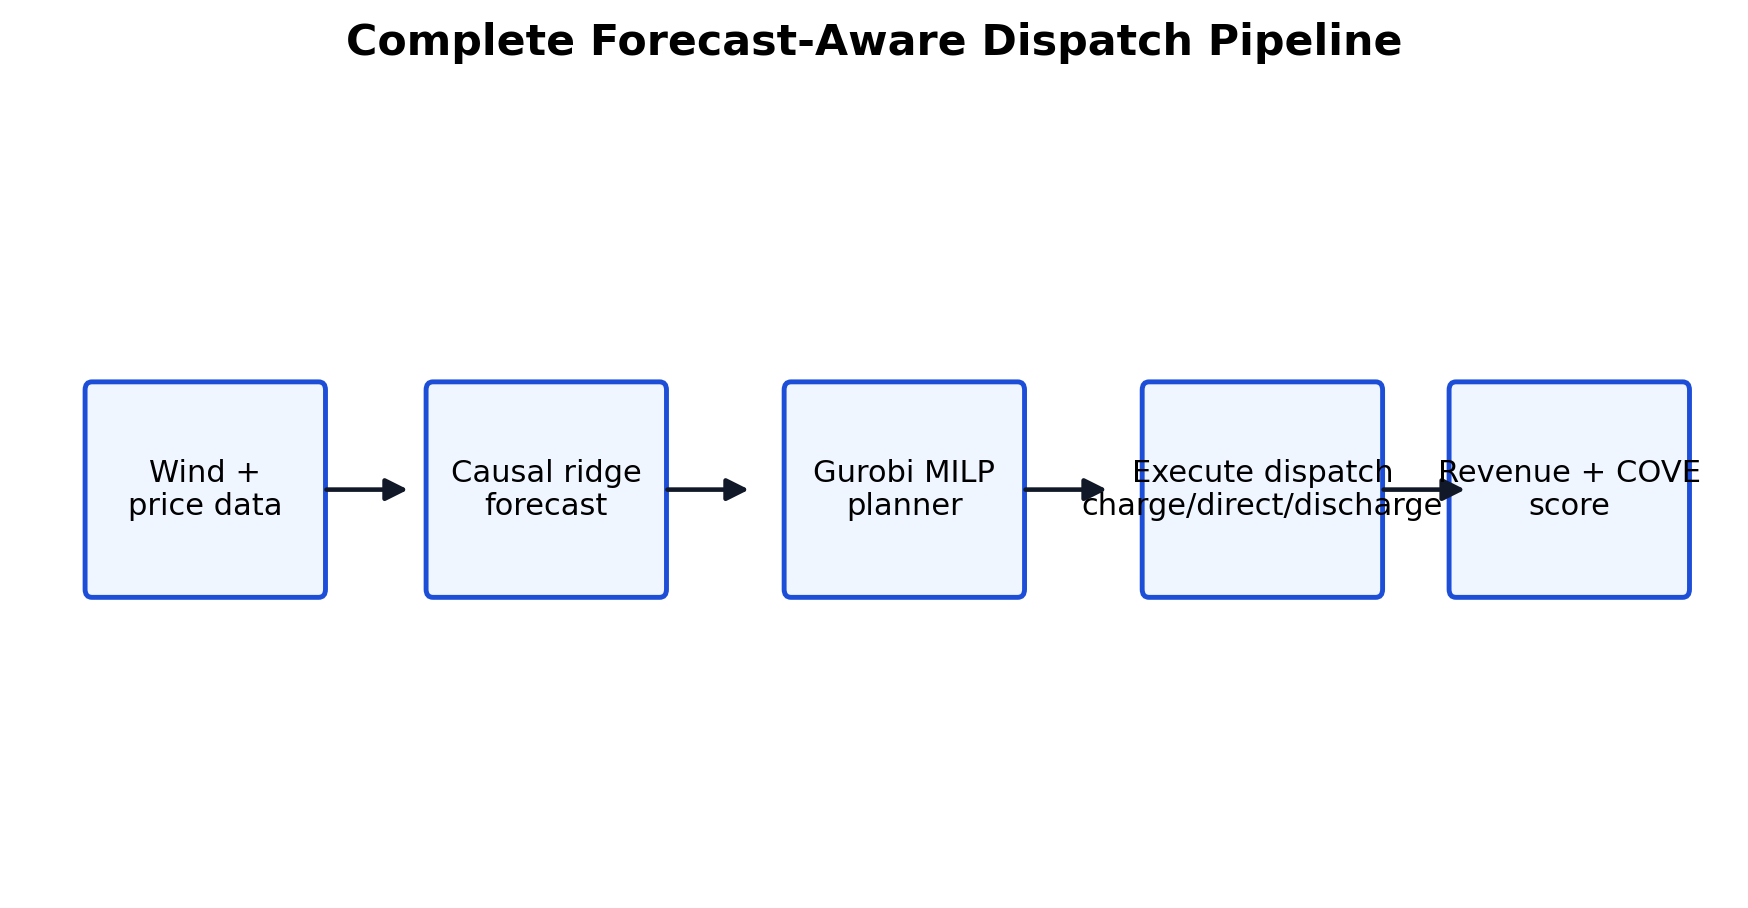 Complete Forecast-Aware Dispatch Pipeline
Wind +
price data
Causal ridge
forecast
Gurobi MILP
planner
Execute dispatch
charge/direct/discharge
Revenue + COVE
score